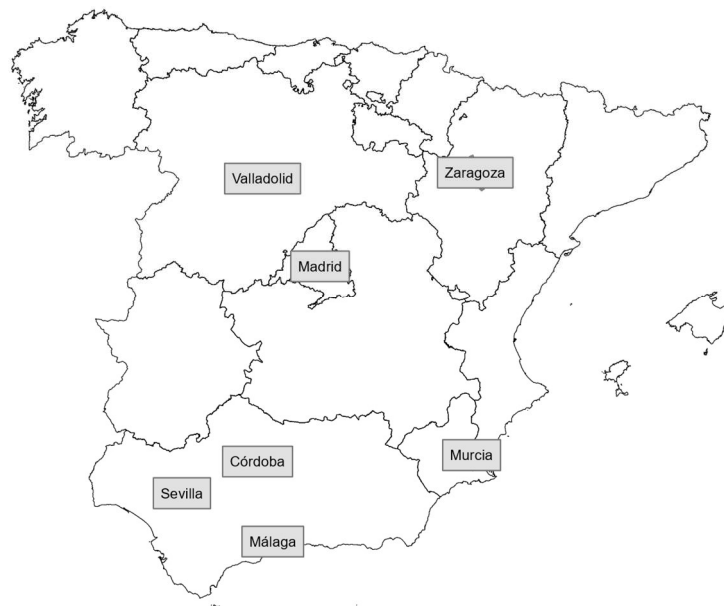 Zaragoza
Valladolid
Madrid
Murcia
Córdoba
Sevilla
Málaga